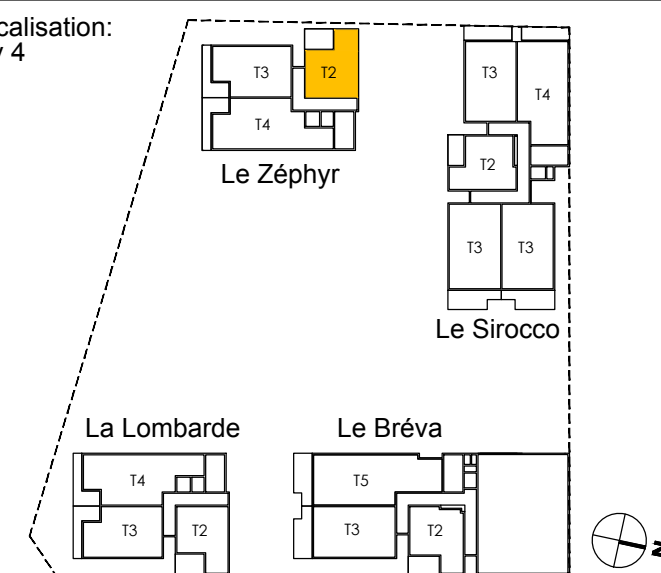 calisation:
4
T3
T2
T4
Le Zéphyr
T3
T4
T2
T3
T3
Le Sirocco
La Lombarde
Le Bréva
T4
T3
T2
T5
T3
T2
N